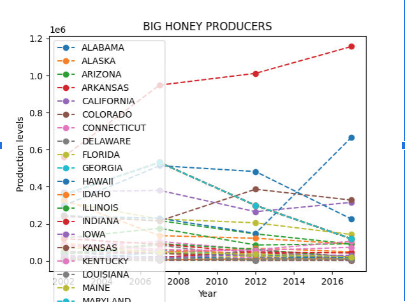 BIG HONEY PRODUCERS
1e6
1.2
1.0
0.8
0.6
0.4
0.2
0.0
Production levels
ALABAMA
ALASKA
ARIZONA
ARKANSAS
CALIFORNIA
COLORADO
CONNECTICUT
DELAWARE
FLORIDA
GEORGIA
HAWAII
IDAHO
ILLINOIS
INDIANA
IOWA
KANSAS
KENTUCKY
LOUISIANA
MAINE
MARYLAND
2002 2006 2008 2010 2012 2014 2016
Year